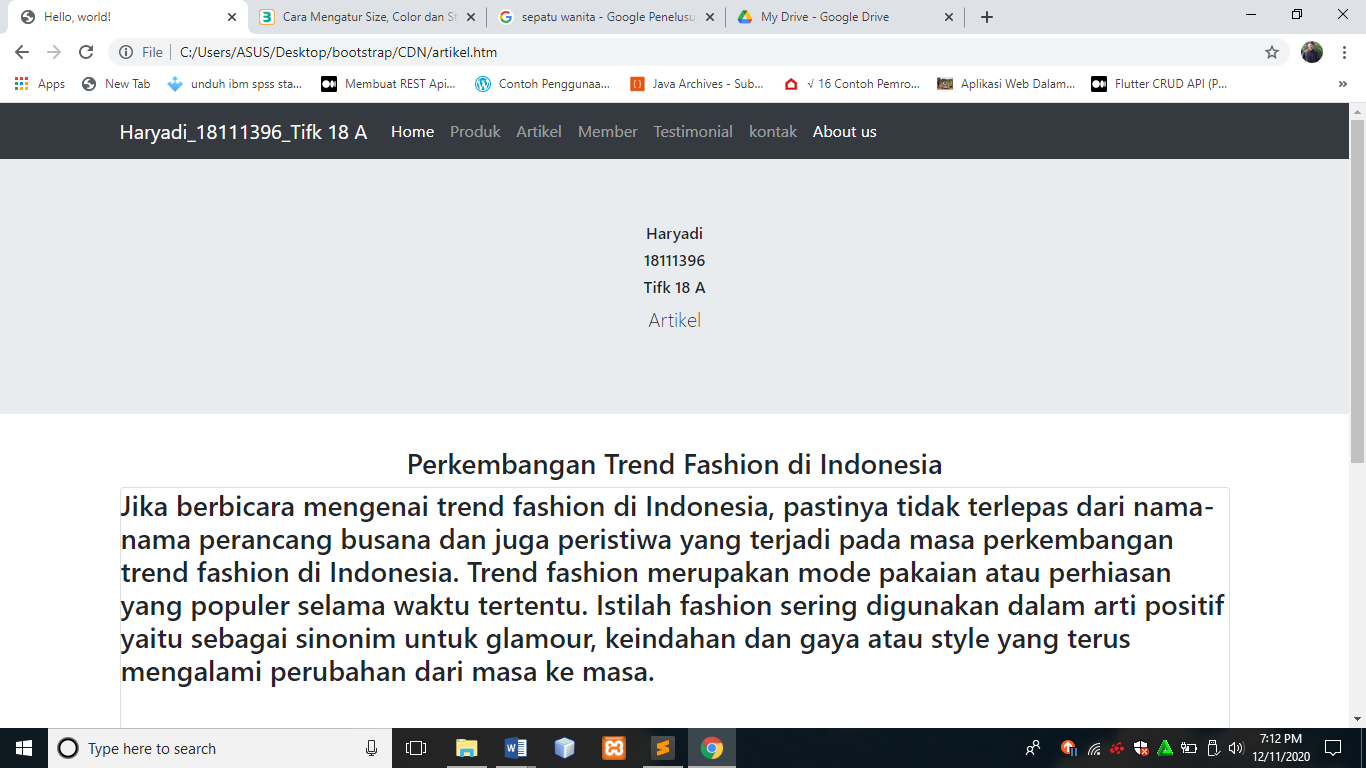 Hello, world!
Cara Mengatur Size, Color dan St
sepatu wanita - Google Penelusu
My Drive - Google Drive
File
C:/Users/ASUS/Desktop/bootstrap/CDN/artikel.htm
Apps
New Tab
unduh ibm spss sta...
Membuat REST Api...
Contoh Penggunaa...
Java Archives - Sub...
√ 16 Contoh Pemro...
Aplikasi Web Dalam...
Flutter CRUD API (P...
»
Haryadi_18111396_Tifk 18 A
Home
Produk
Artikel
Member
Testimonial
kontak
About us
Haryadi
18111396
Tifk 18 A
Artikel
Perkembangan Trend Fashion di Indonesia
Jika berbicara mengenai trend fashion di Indonesia, pastinya tidak terlepas dari nama-
nama perancang busana dan juga peristiwa yang terjadi pada masa perkembangan
trend fashion di Indonesia. Trend fashion merupakan mode pakaian atau perhiasan
yang populer selama waktu tertentu. Istilah fashion sering digunakan dalam arti positif
yaitu sebagai sinonim untuk glamour, keindahan dan gaya atau style yang terus
mengalami perubahan dari masa ke masa.
Type here to search
7:12 PM
12/11/2020